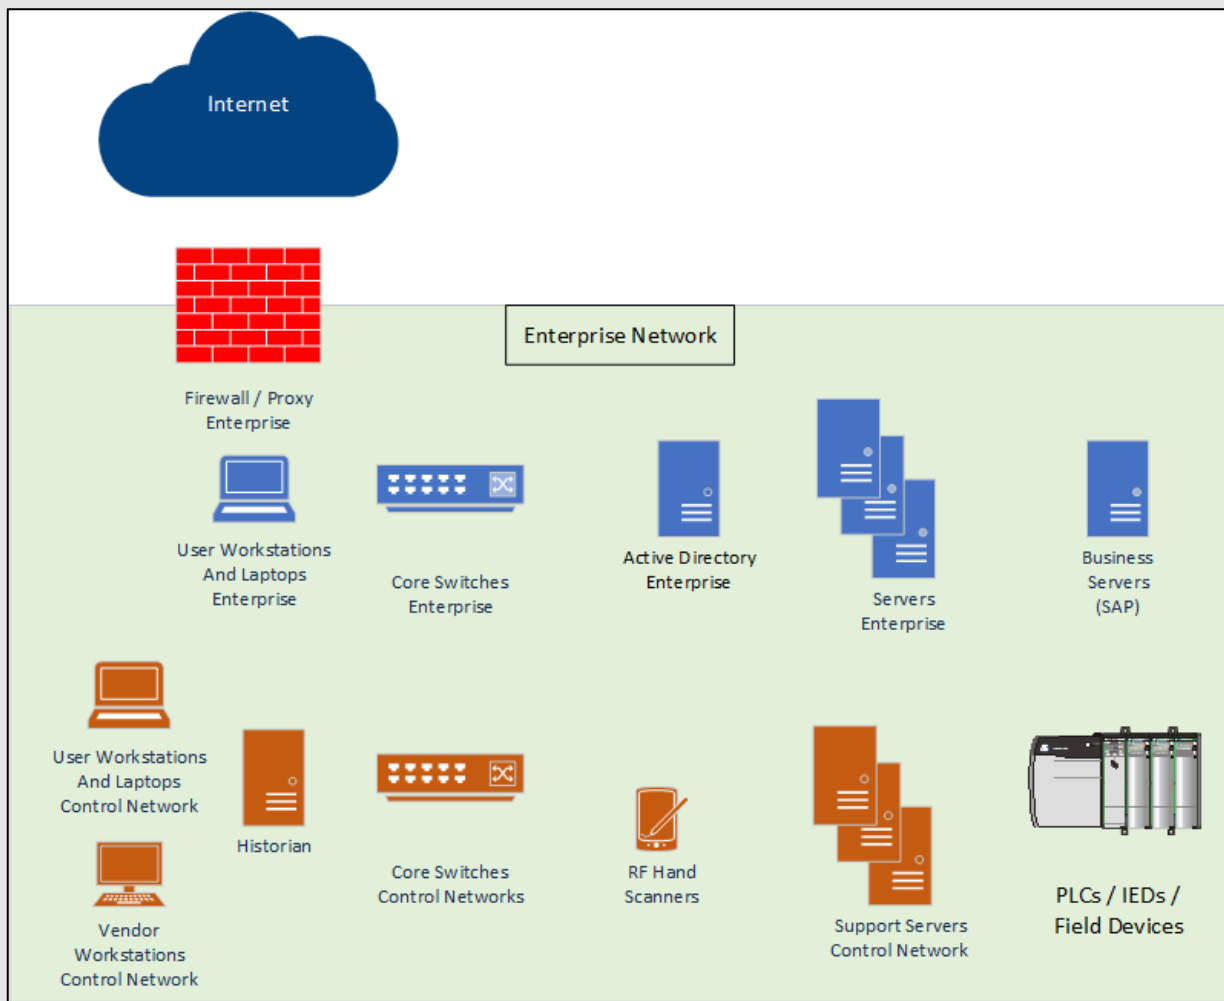 Internet
Enterprise Network
Firewall / Proxy
Enterprise
User Workstations
And Laptops
Enterprise
Core Switches
Enterprise
Active Directory
Enterprise
Servers
Enterprise
Business
Servers
(SAP)
User Workstations
And Laptops
Control Network
Historian
Core Switches
Control Networks
RF Hand
Scanners
Support Servers
Control Network
PLCs / IEDs /
Field Devices
Vendor
Workstations
Control Network